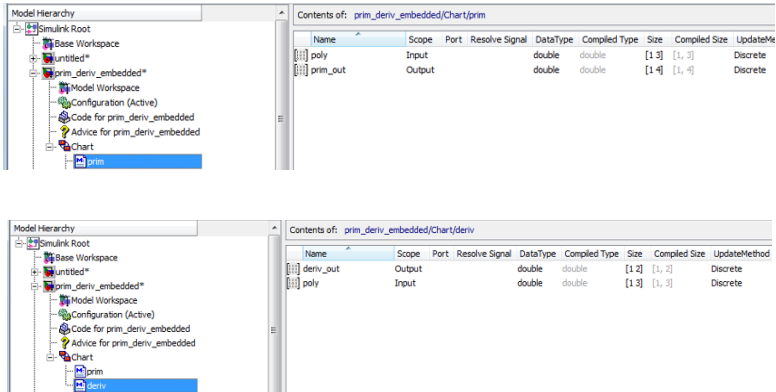 Model Hierarchy
Simulink Root
Base Workspace
untitled*
prim_deriv_embedded*
Model Workspace
Configuration (Active)
Code for prim_deriv_embedded
Advice for prim_deriv_embedded
Chart
prim
Contents of: prim_deriv_embedded/Chart/prim
Name Scope Port Resolve Signal DataType Compiled Type Size Compiled Size UpdateMe
poly Input double double [1 3] [1, 3] Discrete
prim_out Output double double [1 4] [1, 4] Discrete
Model Hierarchy
Simulink Root
Base Workspace
untitled*
prim_deriv_embedded*
Model Workspace
Configuration (Active)
Code for prim_deriv_embedded
Advice for prim_deriv_embedded
Chart
prim
deriv
Contents of: prim_deriv_embedded/Chart/deriv
Name Scope Port Resolve Signal DataType Compiled Type Size Compiled Size UpdateMethod
deriv_out Output double double [1 2] [1, 2] Discrete
poly Input double double [1 3] [1, 3] Discrete